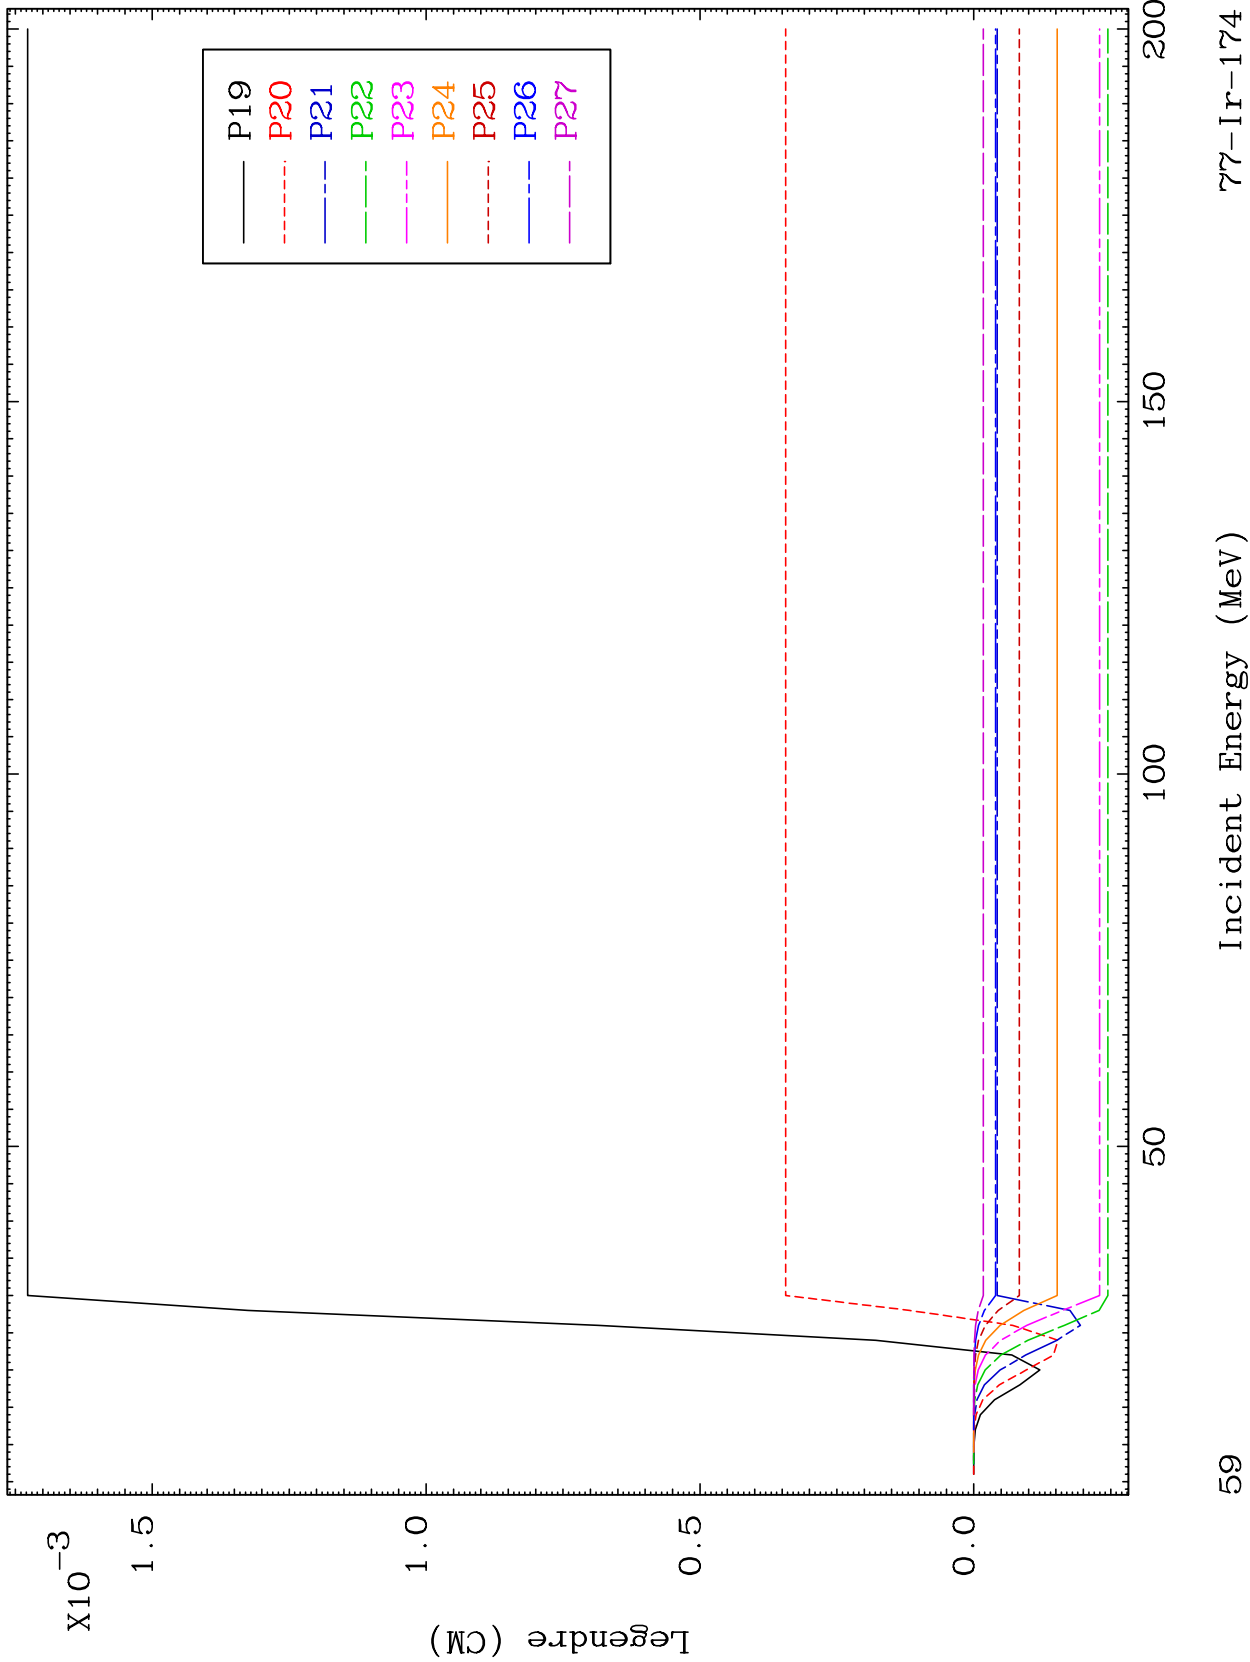 X10-3
1.5
1.0
0.5
0.0
Legendre (CM)
P19
P20
P21
P22
P23
P24
P25
P26
P27
50
100
150
200
59
Incident Energy (MeV)
77-Ir-174